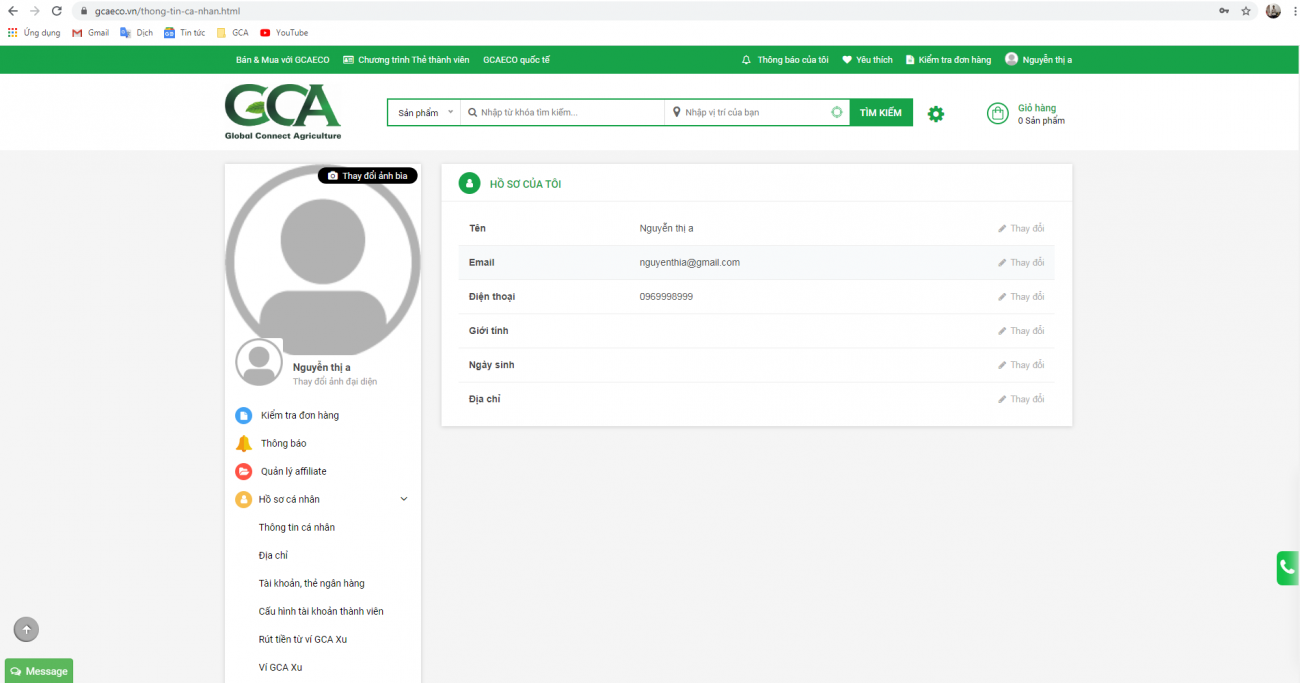 gcaeco.vn/thong-tin-ca-nhan.html
Ứng dụng Gmail Dịch Tin tức GCA YouTube
Bán & Mua với GCAECO Chương trình Thẻ thành viên GCAECO quốc tế Thông báo của tôi Yêu thích Kiểm tra đơn hàng Nguyễn thị a
GCA
Global Connect Agriculture
Sản phẩm Nhập từ khóa tìm kiếm... Nhập vị trí của bạn TÌM KIẾM
Giỏ hàng
0 Sản phẩm
Thay đổi ảnh bìa
Nguyễn thị a
Thay đổi ảnh đại diện
Kiểm tra đơn hàng
Thông báo
Quản lý affiliate
Hồ sơ cá nhân
Thông tin cá nhân
Địa chỉ
Tài khoản, thẻ ngân hàng
Cấu hình tài khoản thành viên
Rút tiền từ ví GCA Xu
Ví GCA Xu
HỒ SƠ CỦA TÔI
Tên Nguyễn thị a Thay đổi
Email nguyenthia@gmail.com Thay đổi
Điện thoại 0969998999 Thay đổi
Giới tính Thay đổi
Ngày sinh Thay đổi
Địa chỉ Thay đổi
Message